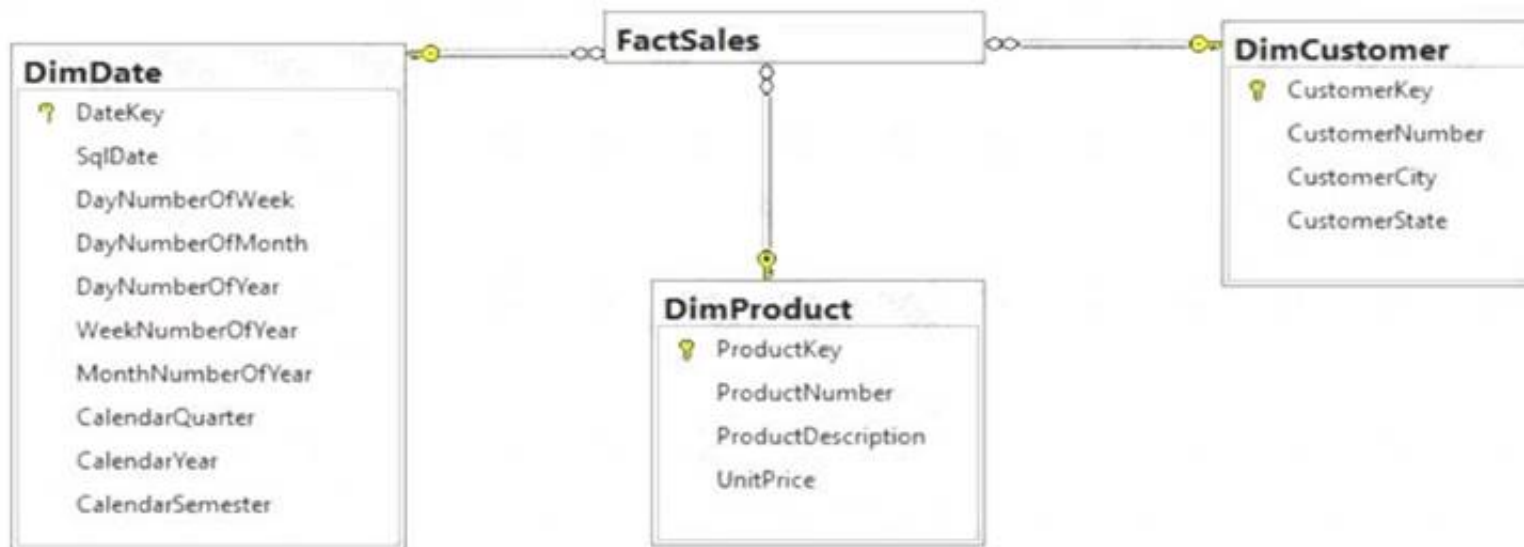 FactSales
DimDate
DateKey
SqlDate
DayNumberOfWeek
DayNumberOfMonth
DayNumberOfYear
WeekNumberOfYear
MonthNumberOfYear
CalendarQuarter
CalendarYear
CalendarSemester
DimProduct
ProductKey
ProductNumber
ProductDescription
UnitPrice
DimCustomer
CustomerKey
CustomerNumber
CustomerCity
CustomerState